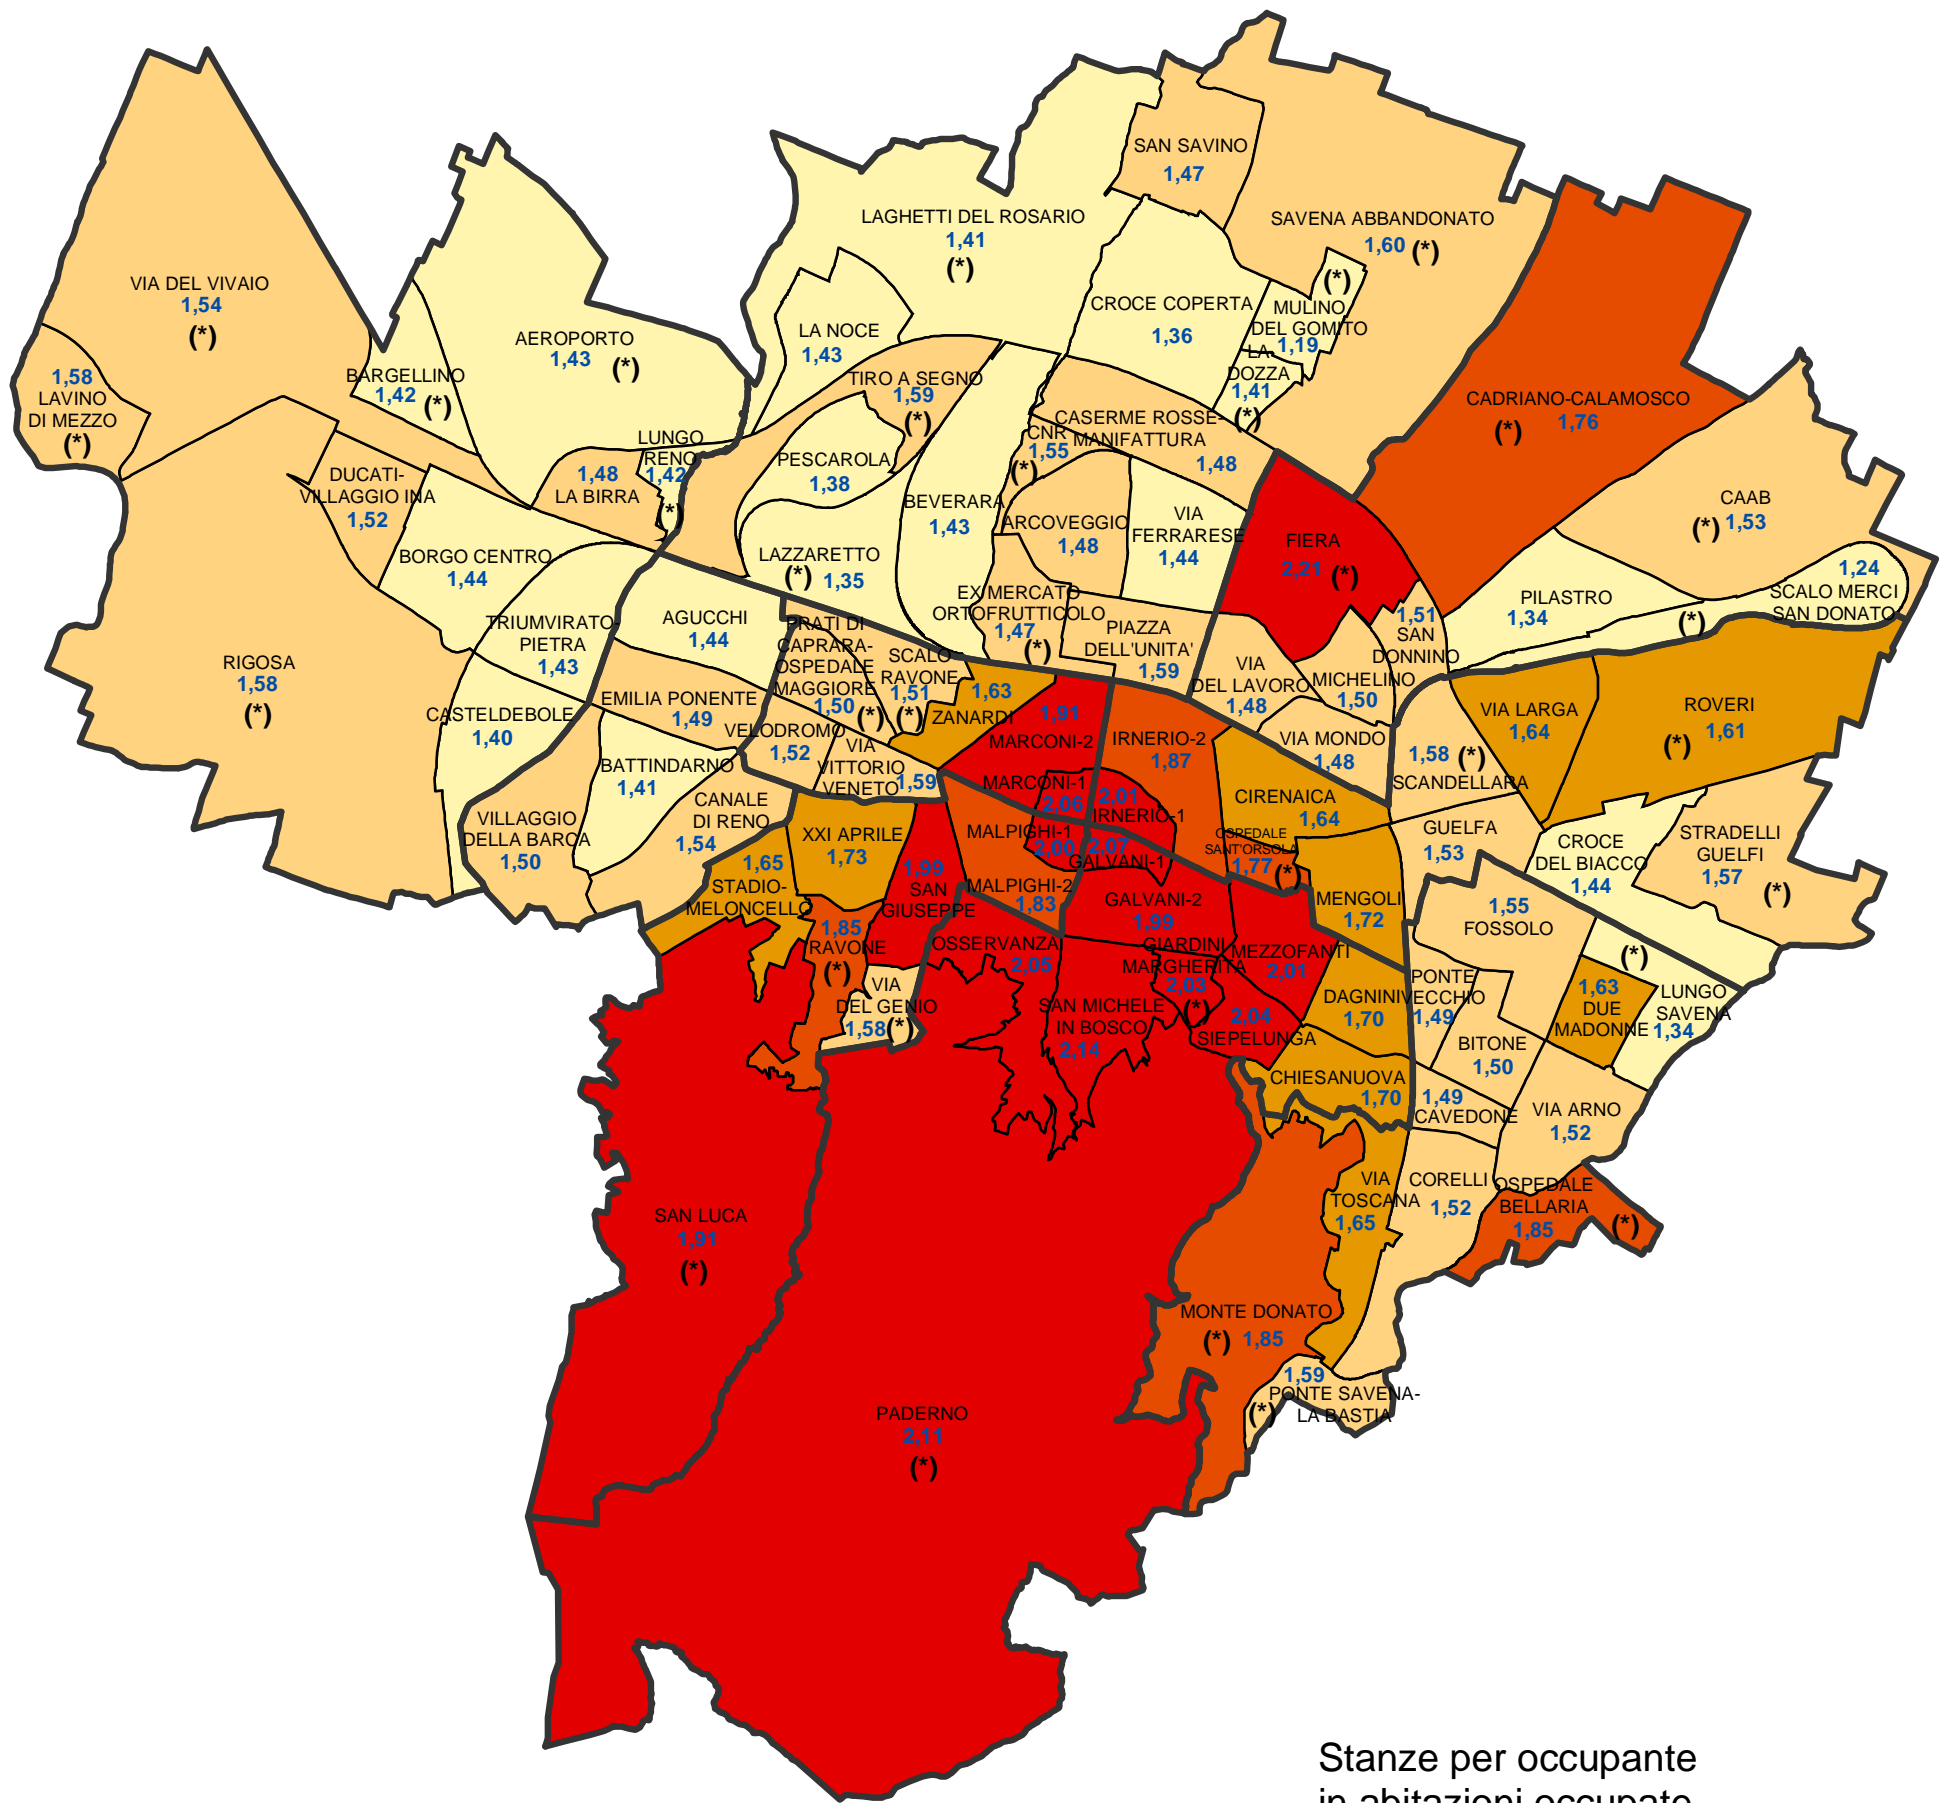 SAN SAVINO
1,47
LAGHETTI DEL ROSARIO
1,41
(*)
SAVENA ABBANDONATO
1,60 (*)
VIA DEL VIVAIO
1,54
(*)
AEROPORTO
1,43 (*)
LA NOCE
1,43
CROCE COPERTA
1,36
(*)
MULINO
DEL GOMITO
1,19
LA
DOZZA
1,41
(*)
1,58
LAVINO
DI MEZZO
(*)
BARGELLINO
1,42 (*)
TIRO A SEGNO
1,59
(*)
CADRIANO-CALAMOSCO
(*) 1,76
CASERME ROSSE-
MANIFATTURA
1,48
CNR
1,55
(*)
LUNGO
RENO
1,42
(*)
1,48
LA BIRRA
DUCATI-
VILLAGGIO INA
1,52
PESCAROLA
1,38
BEVERARA
1,43
ARCOVEGGIO
1,48
VIA
FERRARESE
1,44
FIERA
2,21 (*)
CAAB
(*) 1,53
BORGO CENTRO
1,44
LAZZARETTO
(*) 1,35
1,24
SCALO MERCI
SAN DONATO
(*)
PILASTRO
1,34
EX MERCATO
ORTOFRUTTICOLO
1,47
(*)
PIAZZA
DELL'UNITA'
1,59
1,51
SAN
DONNINO
TRIUMVIRATO-
PIETRA
1,43
AGUCCHI
1,44
PRATI DI
CAPRARA-
OSPEDALE
MAGGIORE
1,50 (*)
SCALO
RAVONE
1,51
(*)
1,63
ZANARDI
RIGOSA
1,58
(*)
VIA
DEL LAVORO
1,48
MICHELINO
1,50
EMILIA PONENTE
1,49
CASTELDEBOLE
1,40
VELODROMO
1,52
VIA
VITTORIO
VENETO
1,59
1,91
MARCONI-2
IRNERIO-2
1,87
VIA MONDO
1,48
1,58 (*)
SCANDELLARA
VIA LARGA
1,64
ROVERI
(*) 1,61
BATTINDARNO
1,41
MARCONI-1
2,06
2,01
IRNERIO-1
CIRENAICA
1,64
CANALE
DI RENO
1,54
VILLAGGIO
DELLA BARCA
1,50
XXI APRILE
1,73
MALPIGHI-1
2,00
2,07
GALVANI-1
OSPEDALE
SANT'ORSOLA
1,77
(*)
GUELFA
1,53
CROCE
DEL BIACCO
1,44
STRADELLI
GUELFI
1,57
(*)
1,65
STADIO-
MELONCELLO
1,99
SAN
GIUSEPPE
MALPIGHI-2
1,83
GALVANI-2
1,99
MENGOLI
1,72
1,55
FOSSOLO
1,85
RAVONE
(*)
OSSERVANZA
2,05
GIARDINI
MARGHERITA
2,03
(*)
MEZZOFANTI
2,01
(*)
VIA
DEL GENIO
1,58 (*)
SAN MICHELE
IN BOSCO
2,14
2,04
SIEPELUNGA
DAGNINI
1,70
PONTE
VECCHIO
1,49
1,63
DUE
MADONNE
LUNGO
SAVENA
1,34
BITONE
1,50
CHIESANUOVA
1,70
1,49
CAVEDONE
VIA ARNO
1,52
VIA
TOSCANA
1,65
CORELLI
1,52
OSPEDALE
BELLARIA
1,85
(*)
SAN LUCA
1,91
(*)
MONTE DONATO
(*) 1,85
1,59
PONTE SAVENA-
LA BASTIA
(*)
PADERNO
2,11
(*)
Stanze per occupante
in abitazioni occupate